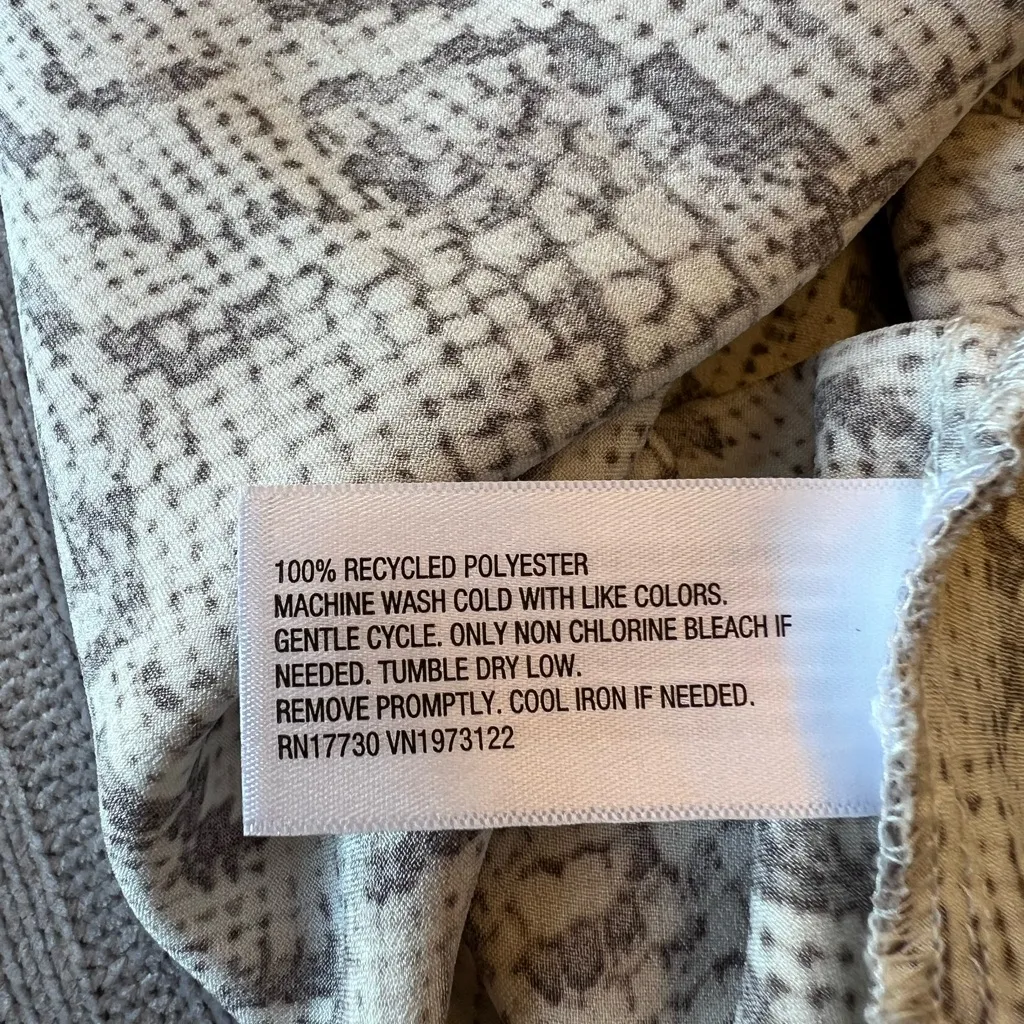 100% RECYCLED POLYESTER
MACHINE WASH COLD WITH LIKE COLORS.
GENTLE CYCLE. ONLY NON CHLORINE BLEACH IF
NEEDED. TUMBLE DRY LOW.
REMOVE PROMPTLY. COOL IRON IF NEEDED.
RN17730 VN1973122